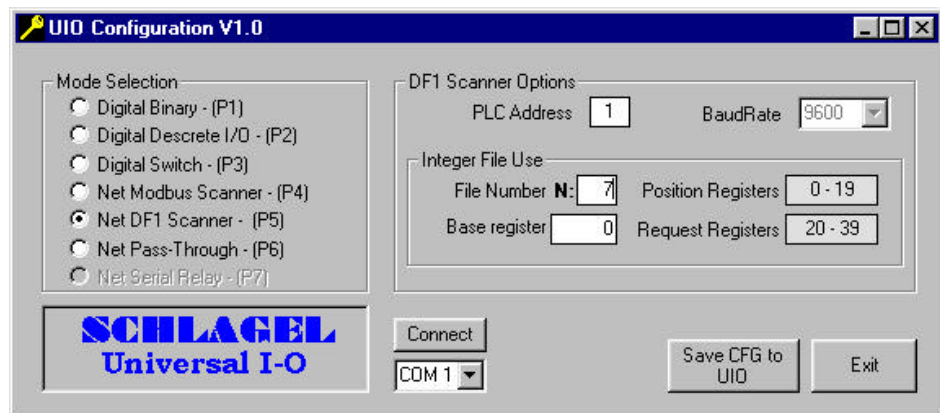 UIO Configuration V1.0
Mode Selection
Digital Binary - (P1)
Digital Descrete I/O - (P2)
Digital Switch - (P3)
Net Modbus Scanner - (P4)
Net DF1 Scanner - (P5)
Net Pass-Through - (P6)
Net Serial Relay - (P7)
DF1 Scanner Options
PLC Address 1 BaudRate 9600
Integer File Use
File Number N: 7 Position Registers 0 - 19
Base register 0 Request Registers 20 - 39
SCHLAGEL
Universal I-O
Connect
COM 1
Save CFG to
UIO
Exit